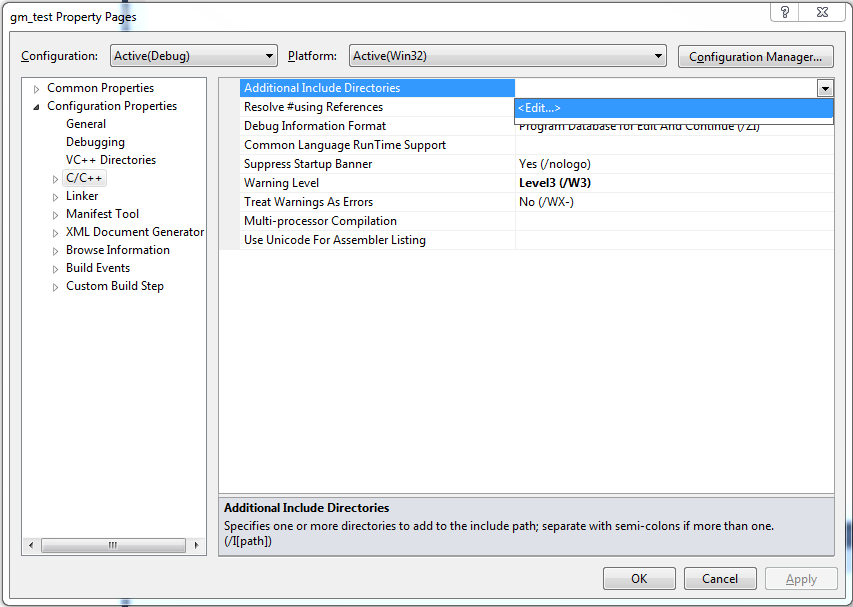 gm_test Property Pages
Configuration: Active(Debug) Platform: Active(Win32) Configuration Manager...
Common Properties
Configuration Properties
General
Debugging
VC++ Directories
C/C++
Linker
Manifest Tool
XML Document Generator
Browse Information
Build Events
Custom Build Step
Additional Include Directories
<Edit...>
Resolve #using References
Debug Information Format Program Database for Edit And Continue (/ZI)
Common Language RunTime Support
Suppress Startup Banner Yes (/nologo)
Warning Level Level3 (/W3)
Treat Warnings As Errors No (/WX-)
Multi-processor Compilation
Use Unicode For Assembler Listing
Additional Include Directories
Specifies one or more directories to add to the include path; separate with semi-colons if more than one.
(/I[path])
OK Cancel Apply